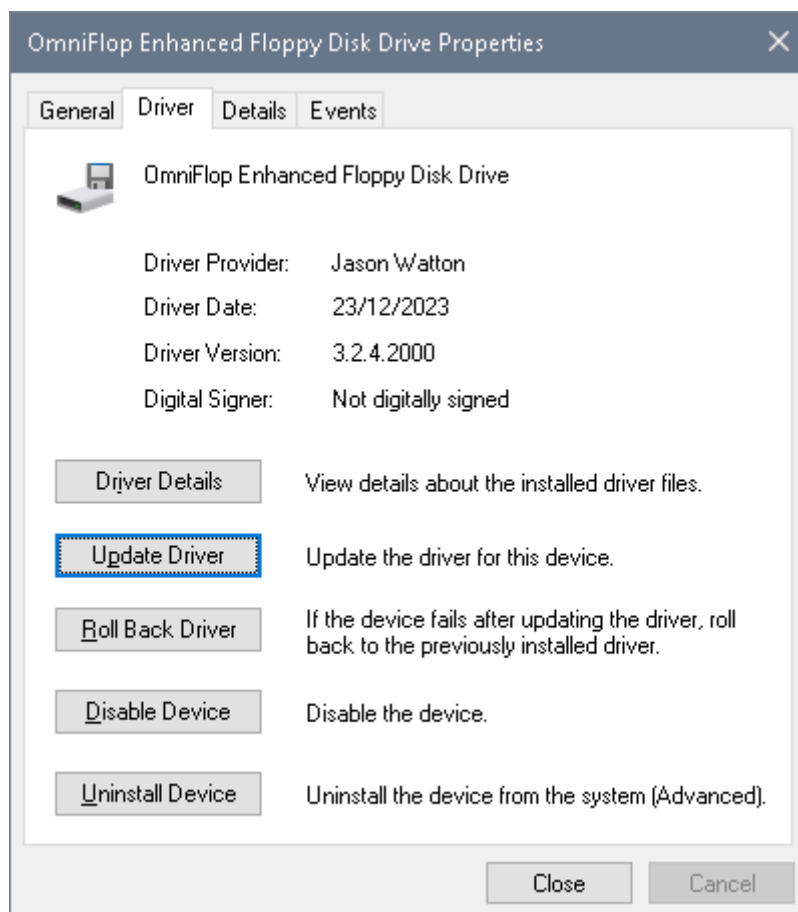 OmniFlop Enhanced Floppy Disk Drive Properties
General Driver Details Events
OmniFlop Enhanced Floppy Disk Drive
Driver Provider: Jason Watton
Driver Date: 23/12/2023
Driver Version: 3.2.4.2000
Digital Signer: Not digitally signed
Driver Details View details about the installed driver files.
Update Driver Update the driver for this device.
Roll Back Driver If the device fails after updating the driver, roll
back to the previously installed driver.
Disable Device Disable the device.
Uninstall Device Uninstall the device from the system (Advanced).
Close Cancel